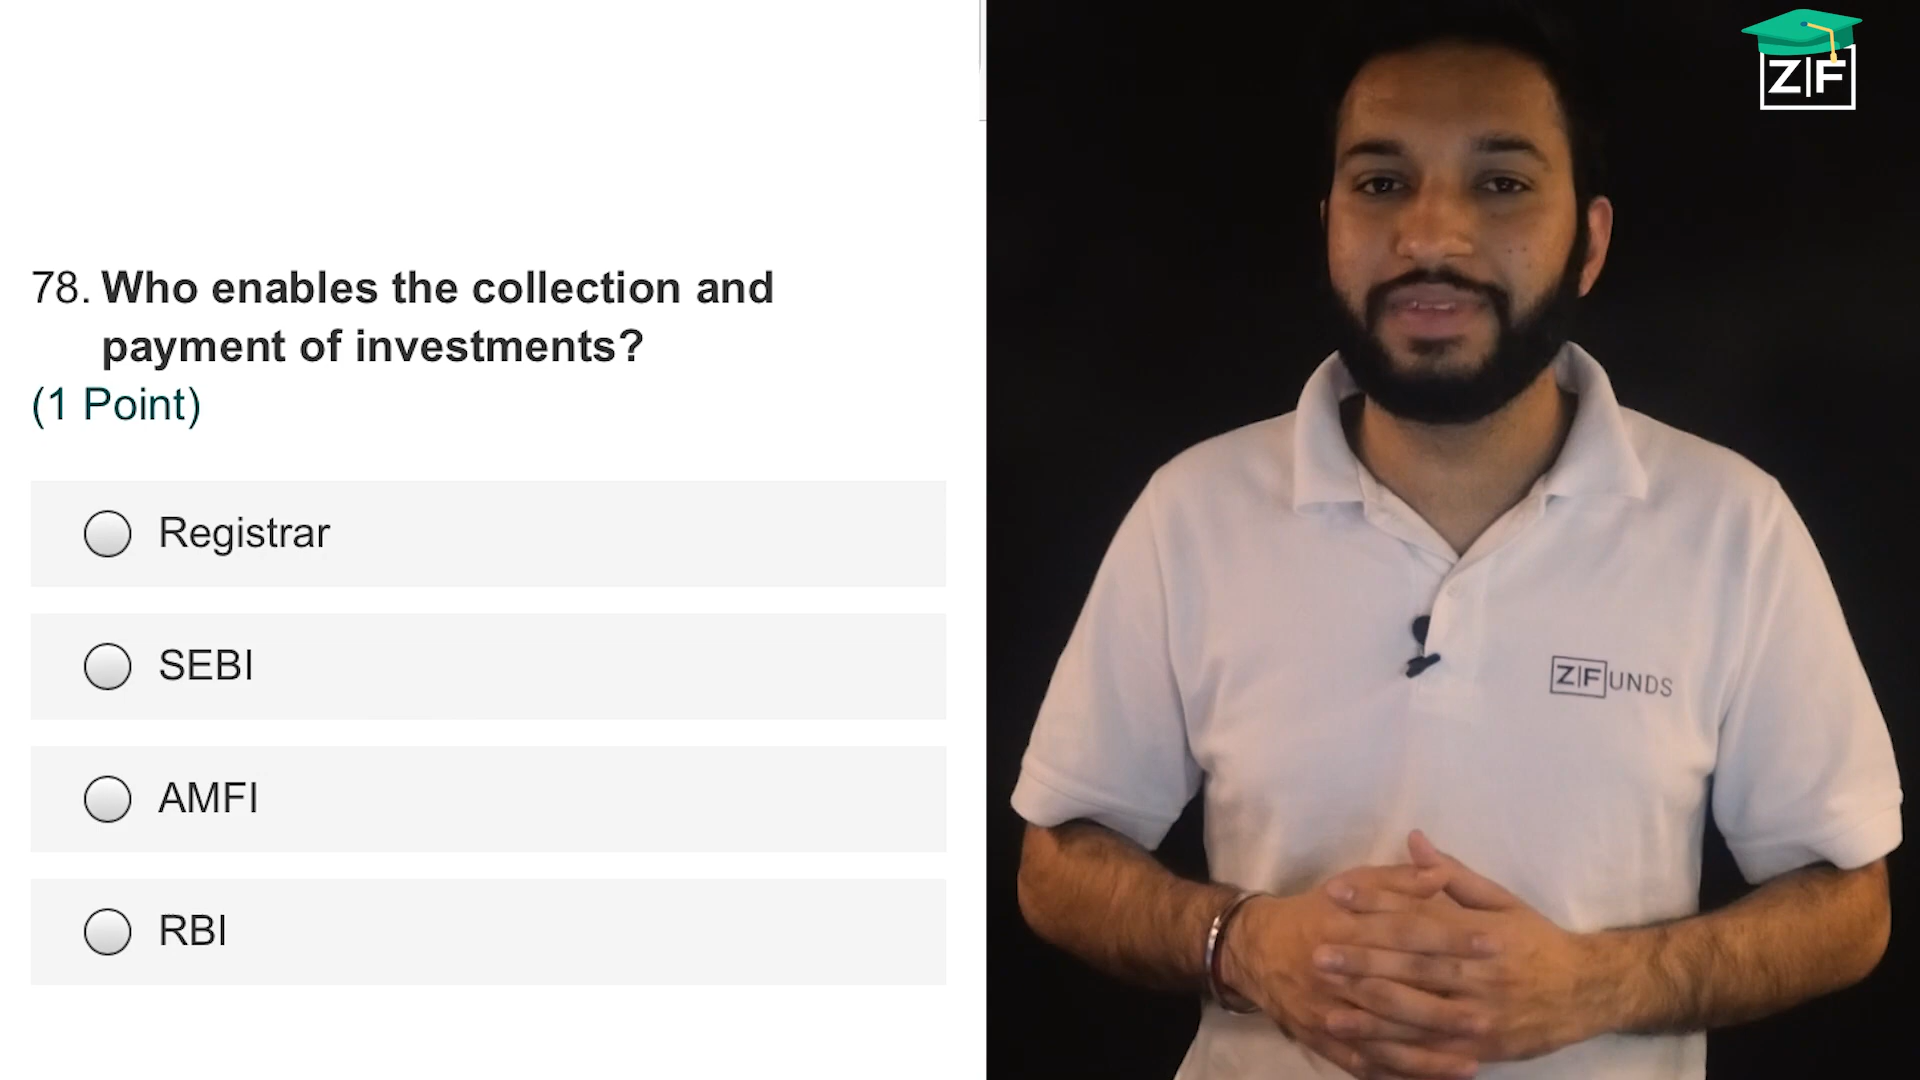 78. Who enables the collection and
payment of investments?
(1 Point)
Registrar
SEBI
AMFI
RBI
Z|F
Z|FUNDS